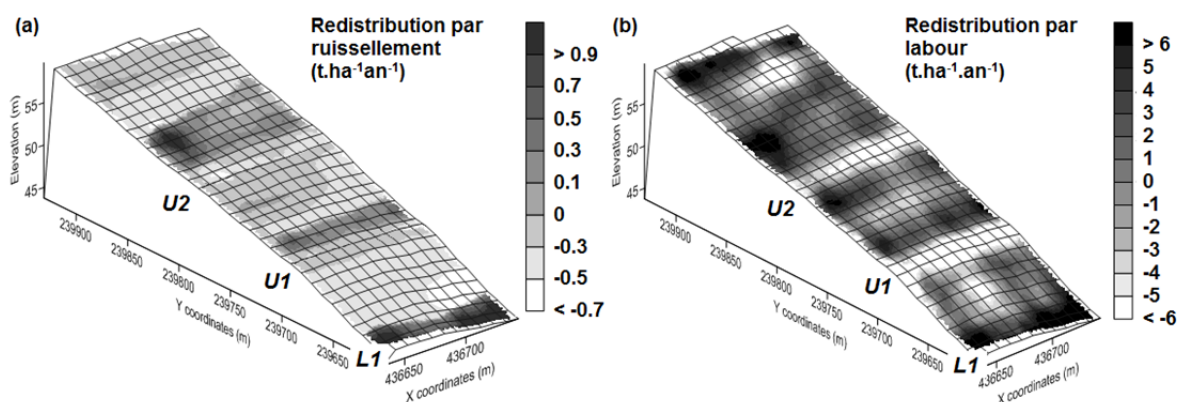 (a)
Redistribution par
ruissellement
(t.ha⁻¹an⁻¹)
> 0.9
0.7
0.5
0.3
0.1
0
-0.3
-0.5
< -0.7
Elevation (m)
55
50
45
U2
U1
L1
239900
239850
239800
239750
239700
239650
Y coordinates (m)
436650
436700
X coordinates (m)
(b)
Redistribution par
labour
(t.ha⁻¹.an⁻¹)
> 6
5
4
3
2
1
0
-1
-2
-3
-4
-5
< -6
Elevation (m)
55
50
45
U2
U1
L1
239900
239850
239800
239750
239700
239650
Y coordinates (m)
436650
436700
X coordinates (m)